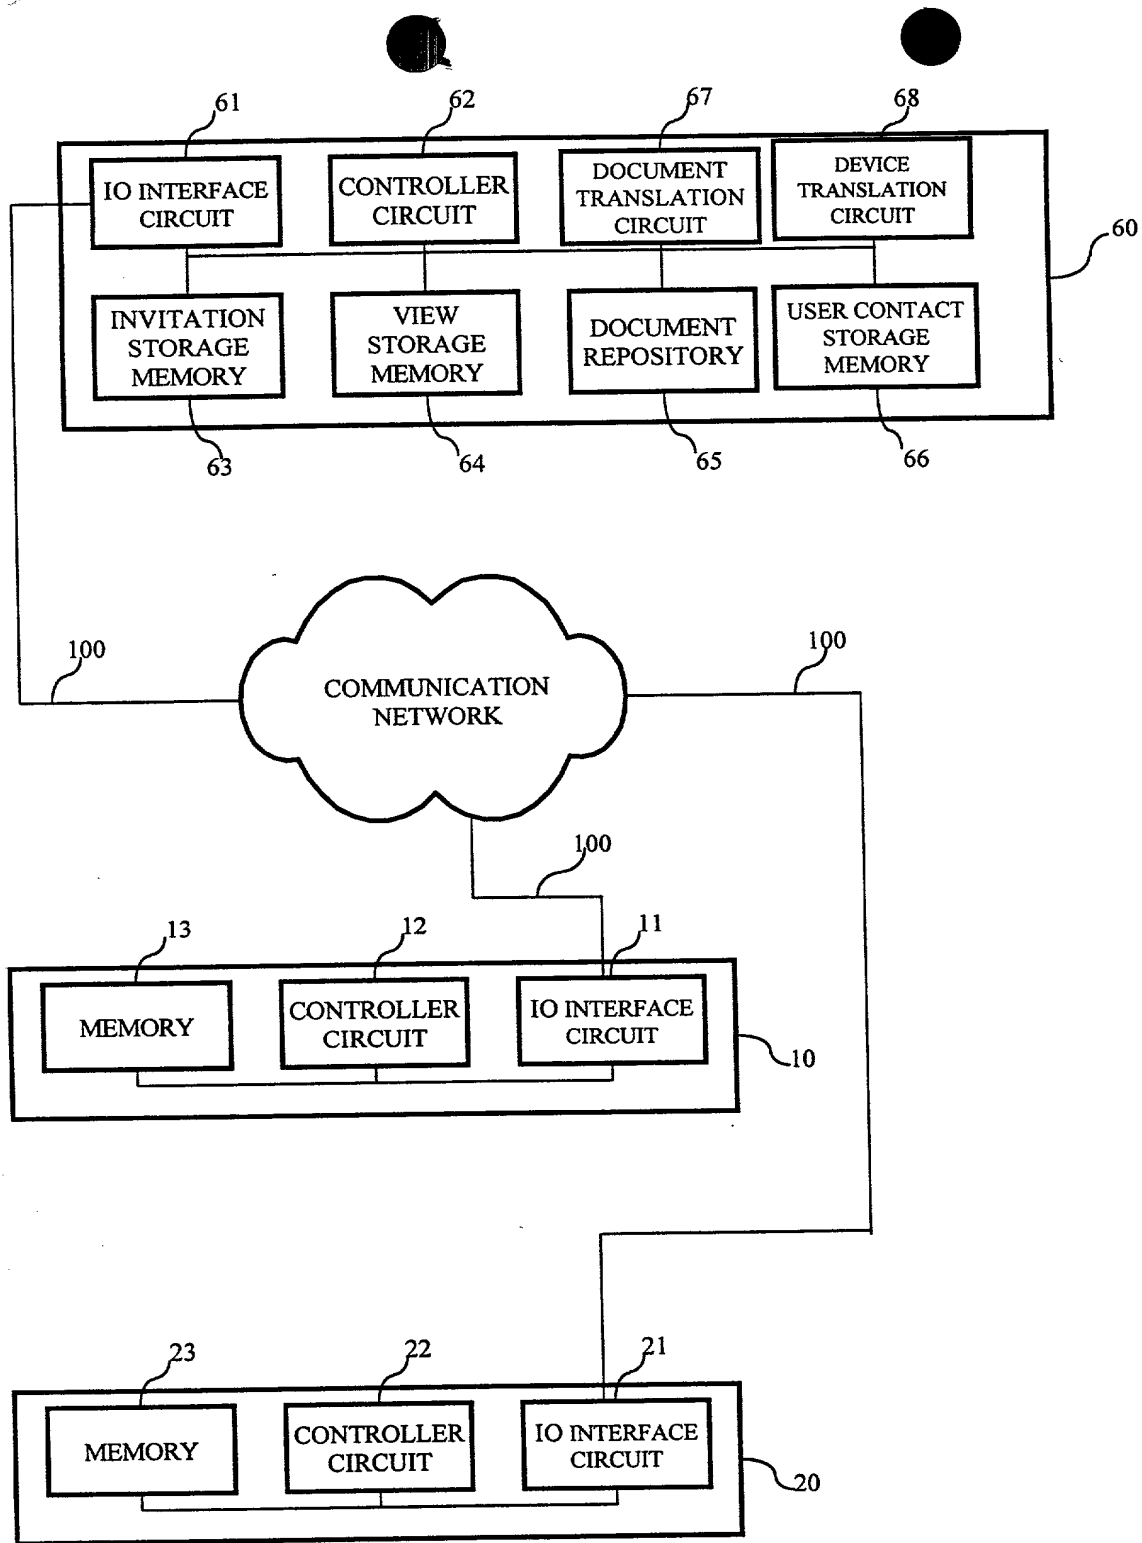 61
62
67
68
IO INTERFACE
CIRCUIT
CONTROLLER
CIRCUIT
DOCUMENT
TRANSLATION
CIRCUIT
DEVICE
TRANSLATION
CIRCUIT
60
INVITATION
STORAGE
MEMORY
VIEW
STORAGE
MEMORY
DOCUMENT
REPOSITORY
USER CONTACT
STORAGE
MEMORY
63
64
65
66
100
100
COMMUNICATION
NETWORK
100
13
12
11
MEMORY
CONTROLLER
CIRCUIT
IO INTERFACE
CIRCUIT
10
23
22
21
MEMORY
CONTROLLER
CIRCUIT
IO INTERFACE
CIRCUIT
20